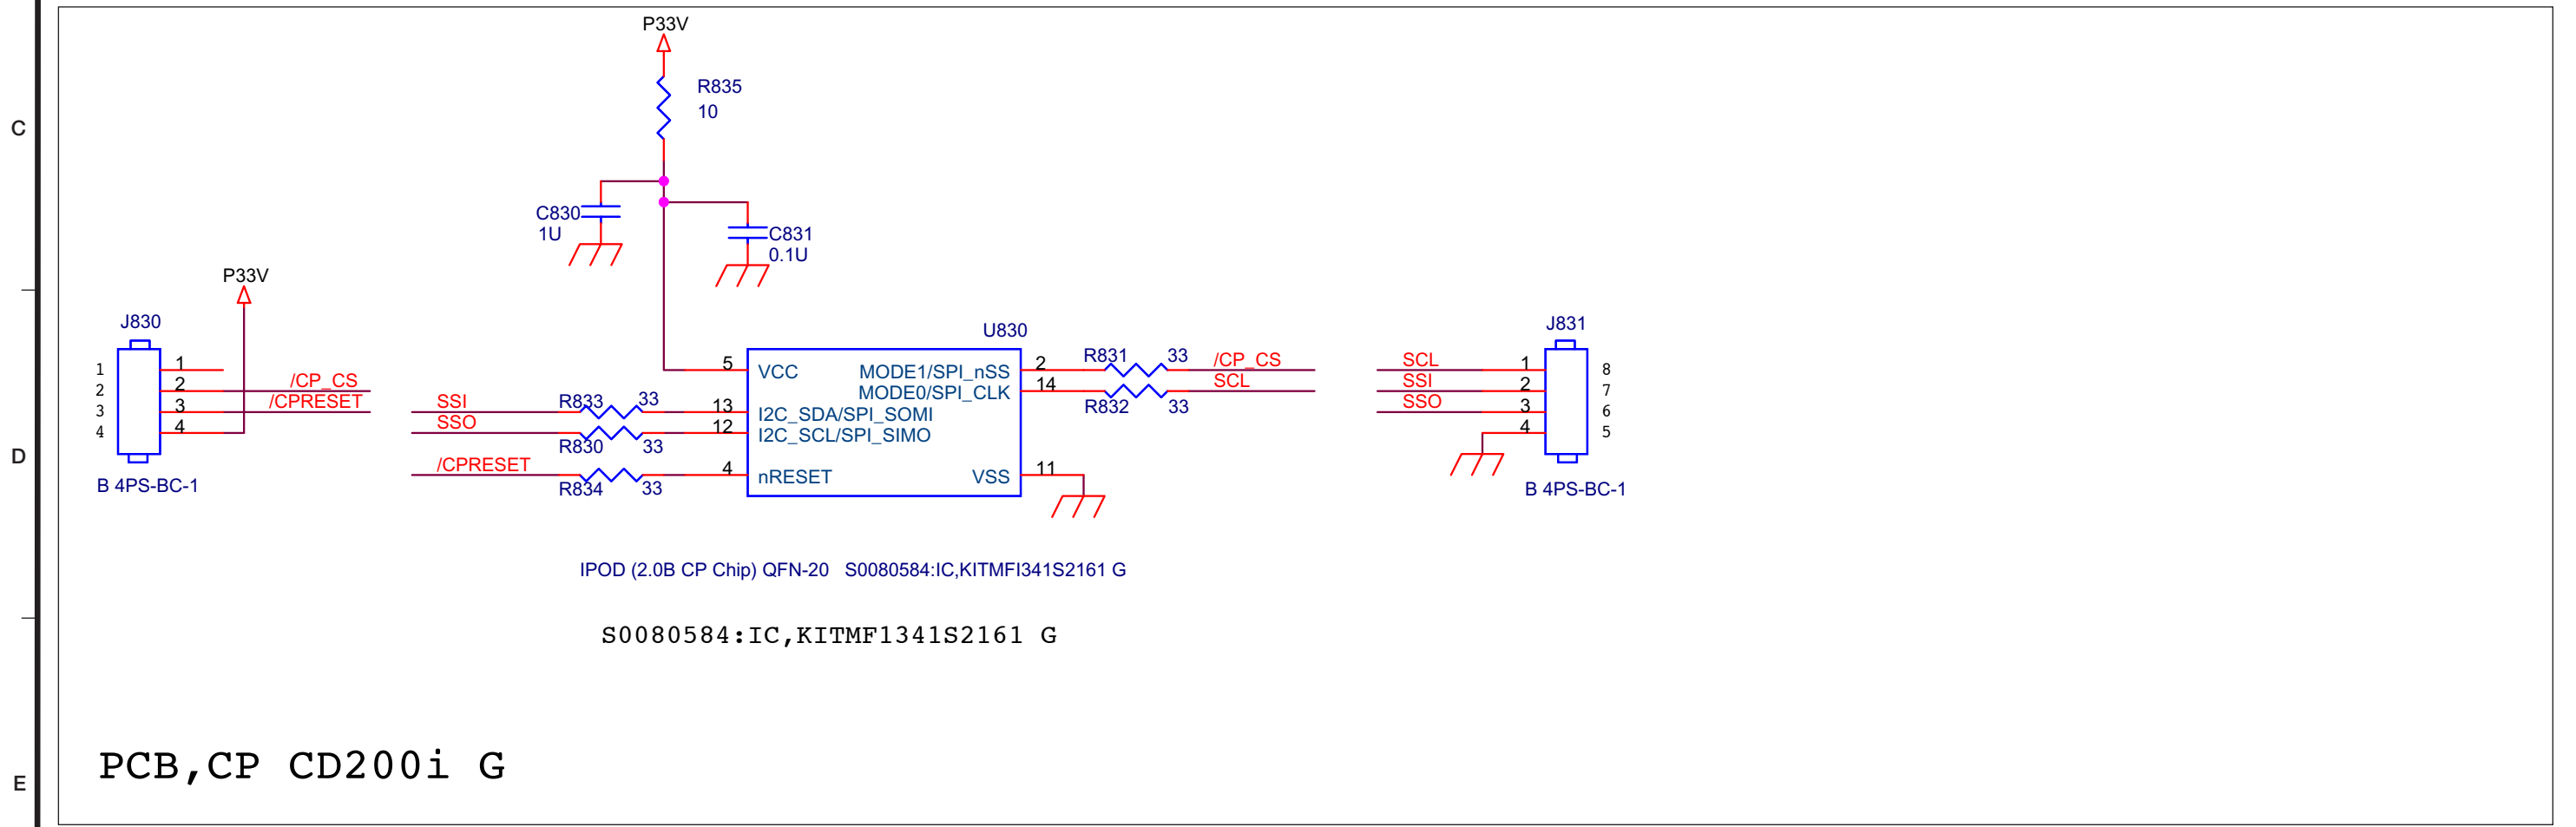 P33V
R835
10
C
C830
1U
C831
0.1U
P33V
J830
1 1
2 2 /CP_CS
3 3 /CPRESET
4 4
B 4PS-BC-1
SSI R833 33 13
SSO R830 33 12
/CPRESET R834 33 4
U830
5 VCC
MODE1/SPI_nSS 2 R831 33 /CP_CS
MODE0/SPI_CLK 14 R832 33 SCL
I2C_SDA/SPI_SOMI
I2C_SCL/SPI_SIMO
nRESET VSS 11
J831
SCL 1 8
SSI 2 7
SSO 3 6
4 5
B 4PS-BC-1
D
IPOD (2.0B CP Chip) QFN-20 S0080584:IC,KITMFI341S2161 G
S0080584:IC,KITMF1341S2161 G
PCB,CP CD200i G
E